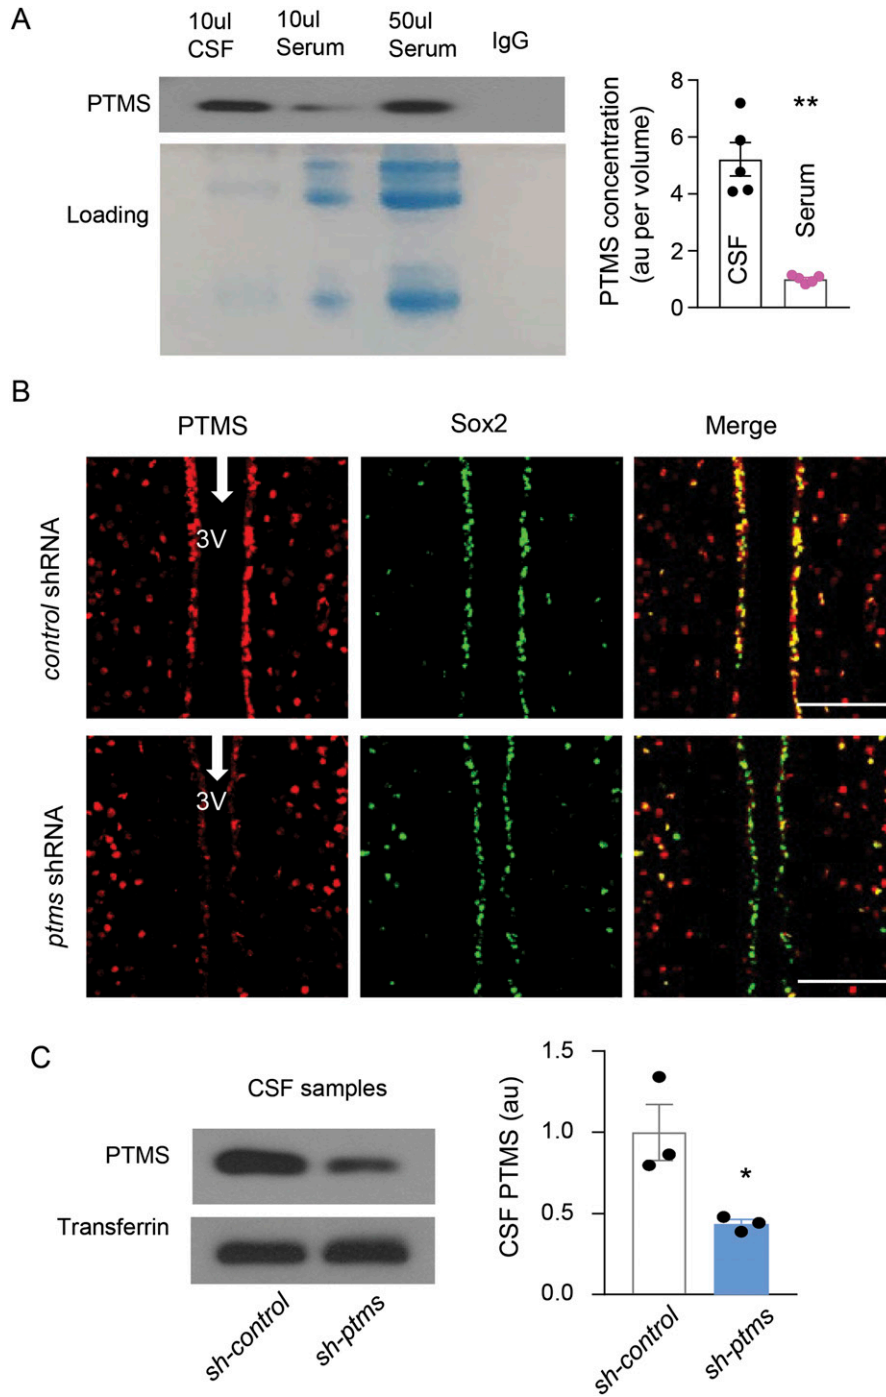 A
10ul
CSF
10ul
Serum
50ul
Serum
IgG
PTMS
Loading
PTMS concentration
(au per volume)
8
6
4
2
0
**
CSF
Serum
B
PTMS
Sox2
Merge
control shRNA
3V
ptms shRNA
3V
C
CSF samples
PTMS
Transferrin
sh-control
sh-ptms
CSF PTMS (au)
1.5
1.0
0.5
0.0
*
sh-control
sh-ptms